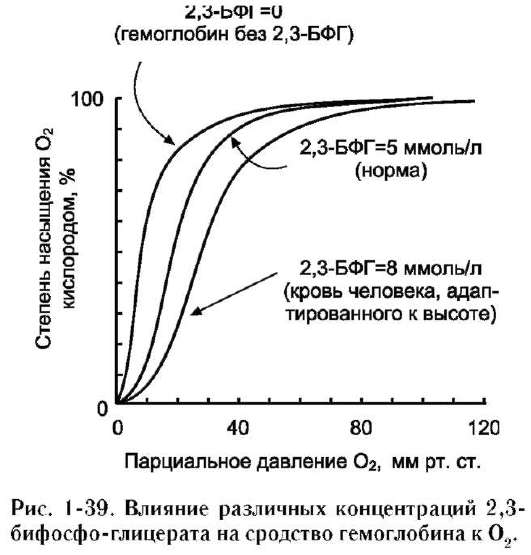 2,3-БФГ=0
(гемоглобин без 2,3-БФГ)
100
Степень насыщения O₂
кислородом, %
2,3-БФГ=5 ммоль/л
(норма)
2,3-БФГ=8 ммоль/л
(кровь человека, адап-
тированного к высоте)
0
0
40
80
120
Парциальное давление O₂, мм рт. ст.
Рис. 1-39. Влияние различных концентраций 2,3-
бифосфо-глицерата на сродство гемоглобина к O₂.